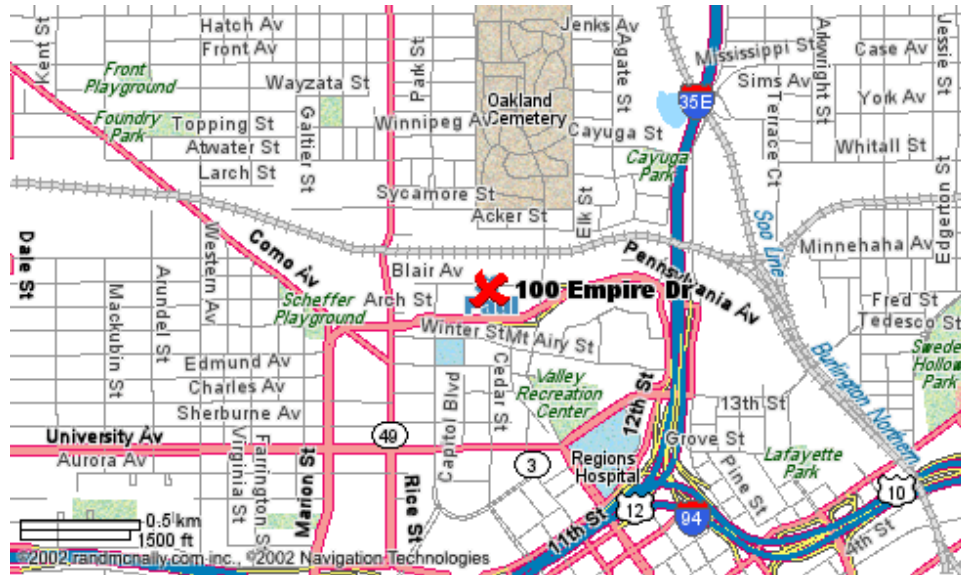 Kent St
Hatch Av
Front Av
Park St
Jenks Av
Agate St
Mississippi St
Arkwright St
Case Av
Jessie St
Front
Playground
Wayzata St
Sims Av
York Av
35E
Oakland
Cemetery
Foundry
Park
Topping St
Galtier St
Winnipeg Av
Cayuga St
Terrace Ct
Atwater St
Whitall St
Larch St
Cayuga
Park
Sycamore St
Acker St
Elk St
Edgerton St
Soo Line
Minnehaha Av
Dale St
Western Av
Como Av
Pennsylvania Av
Blair Av
Arundel St
Mackubin St
Scheffer
Playground
Arch St
100 Empire Dr
Paul
Fred St
Tedesco St
Winter St
Mt Airy St
Burlington Northern
Swede
Hollow
Park
Edmund Av
Charles Av
Cedar St
Capitol Blvd
Valley
Recreation
Center
12th St
13th St
Sherburne Av
University Av
49
Grove St
Aurora Av
Virginia St
Farrington St
Marion St
Rice St
3
Regions
Hospital
Pine St
Lafayette
Park
10
12
94
11th St
4th St
0.5 km
1500 ft
©2002 randmcnally.com inc., ©2002 Navigation Technologies